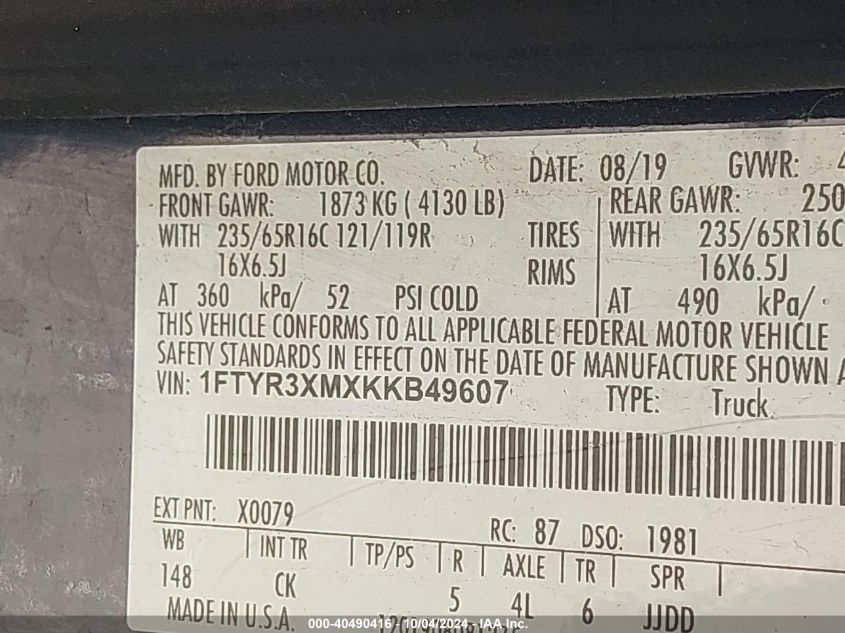 MFD. BY FORD MOTOR CO. DATE: 08/19 GVWR:
FRONT GAWR: 1873 KG ( 4130 LB) REAR GAWR: 250
WITH 235/65R16C 121/119R TIRES WITH 235/65R16C
16X6.5J RIMS 16X6.5J
AT 360 kPa/ 52 PSI COLD AT 490 kPa/
THIS VEHICLE CONFORMS TO ALL APPLICABLE FEDERAL MOTOR VEHICLE
SAFETY STANDARDS IN EFFECT ON THE DATE OF MANUFACTURE SHOWN
VIN: 1FTYR3XMXKKB49607 TYPE: Truck
EXT PNT: X0079 RC: 87 DSO: 1981
WB INT TR TP/PS R AXLE TR SPR
148 CK 5 4L 6 JJDD
MADE IN U.S.A.
000-40490416 - 10/04/2024 - IAA Inc.